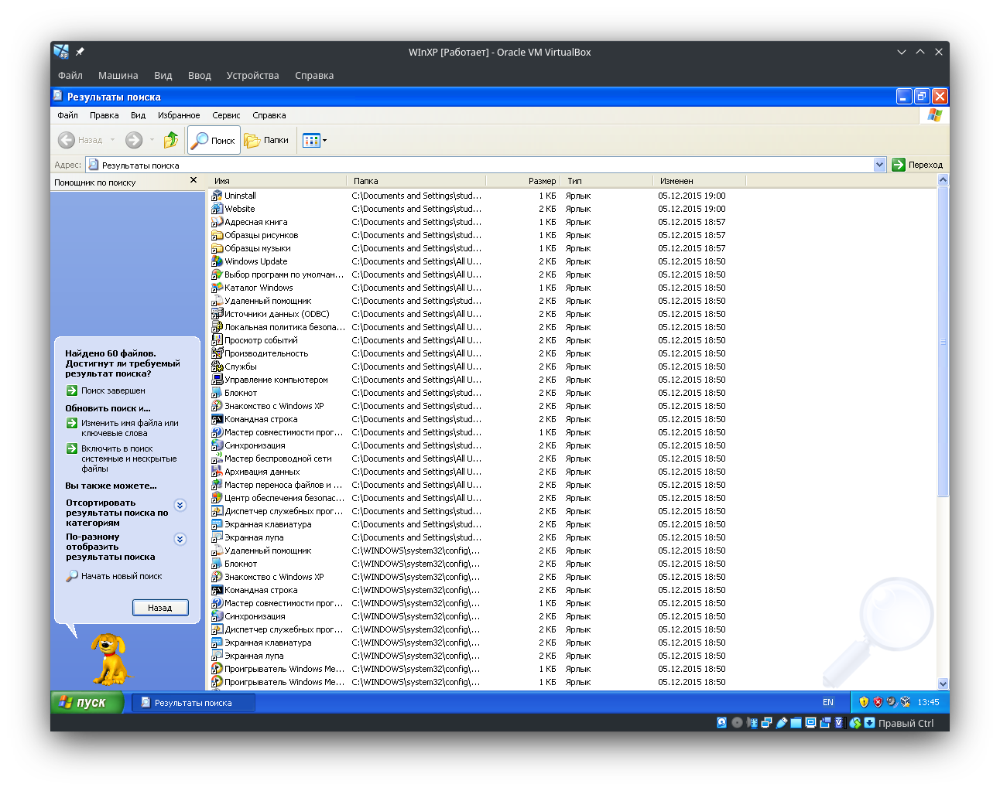 WInXP [Работает] - Oracle VM VirtualBox
Файл Машина Вид Ввод Устройства Справка
Результаты поиска
Файл Правка Вид Избранное Сервис Справка
Назад Поиск Папки
Адрес: Результаты поиска Переход
Помощник по поиску
Найдено 60 файлов.
Достигнут ли требуемый
результат поиска?
Поиск завершен
Обновить поиск и...
Изменить имя файла или
ключевые слова
Включить в поиск
системные и нескрытые
файлы
Вы также можете...
Отсортировать
результаты поиска по
категориям
По-разному
отобразить
результаты поиска
Начать новый поиск
Назад
Имя Папка Размер Тип Изменен
Uninstall C:\Documents and Settings\stud... 1 КБ Ярлык 05.12.2015 19:00
Website C:\Documents and Settings\stud... 2 КБ Ярлык 05.12.2015 19:00
Адресная книга C:\Documents and Settings\stud... 1 КБ Ярлык 05.12.2015 18:57
Образцы рисунков C:\Documents and Settings\stud... 1 КБ Ярлык 05.12.2015 18:57
Образцы музыки C:\Documents and Settings\stud... 1 КБ Ярлык 05.12.2015 18:57
Windows Update C:\Documents and Settings\All U... 2 КБ Ярлык 05.12.2015 18:50
Выбор программ по умолчан... C:\Documents and Settings\All U... 2 КБ Ярлык 05.12.2015 18:50
Каталог Windows C:\Documents and Settings\All U... 1 КБ Ярлык 05.12.2015 18:50
Удаленный помощник C:\Documents and Settings\stud... 2 КБ Ярлык 05.12.2015 18:50
Источники данных (ODBC) C:\Documents and Settings\All U... 2 КБ Ярлык 05.12.2015 18:50
Локальная политика безопа... C:\Documents and Settings\All U... 2 КБ Ярлык 05.12.2015 18:50
Просмотр событий C:\Documents and Settings\All U... 2 КБ Ярлык 05.12.2015 18:50
Производительность C:\Documents and Settings\All U... 2 КБ Ярлык 05.12.2015 18:50
Службы C:\Documents and Settings\All U... 2 КБ Ярлык 05.12.2015 18:50
Управление компьютером C:\Documents and Settings\All U... 2 КБ Ярлык 05.12.2015 18:50
Блокнот C:\Documents and Settings\stud... 2 КБ Ярлык 05.12.2015 18:50
Знакомство с Windows XP C:\Documents and Settings\stud... 2 КБ Ярлык 05.12.2015 18:50
Командная строка C:\Documents and Settings\stud... 2 КБ Ярлык 05.12.2015 18:50
Мастер совместимости прог... C:\Documents and Settings\stud... 1 КБ Ярлык 05.12.2015 18:50
Синхронизация C:\Documents and Settings\stud... 2 КБ Ярлык 05.12.2015 18:50
Мастер беспроводной сети C:\Documents and Settings\All U... 2 КБ Ярлык 05.12.2015 18:50
Архивация данных C:\Documents and Settings\All U... 2 КБ Ярлык 05.12.2015 18:50
Мастер переноса файлов и ... C:\Documents and Settings\All U... 2 КБ Ярлык 05.12.2015 18:50
Центр обеспечения безопас... C:\Documents and Settings\All U... 2 КБ Ярлык 05.12.2015 18:50
Диспетчер служебных прог... C:\Documents and Settings\stud... 2 КБ Ярлык 05.12.2015 18:50
Экранная клавиатура C:\Documents and Settings\stud... 2 КБ Ярлык 05.12.2015 18:50
Экранная лупа C:\Documents and Settings\stud... 2 КБ Ярлык 05.12.2015 18:50
Удаленный помощник C:\WINDOWS\system32\config\... 2 КБ Ярлык 05.12.2015 18:50
Блокнот C:\WINDOWS\system32\config\... 2 КБ Ярлык 05.12.2015 18:50
Знакомство с Windows XP C:\WINDOWS\system32\config\... 2 КБ Ярлык 05.12.2015 18:50
Командная строка C:\WINDOWS\system32\config\... 2 КБ Ярлык 05.12.2015 18:50
Мастер совместимости прог... C:\WINDOWS\system32\config\... 1 КБ Ярлык 05.12.2015 18:50
Синхронизация C:\WINDOWS\system32\config\... 2 КБ Ярлык 05.12.2015 18:50
Диспетчер служебных прог... C:\WINDOWS\system32\config\... 2 КБ Ярлык 05.12.2015 18:50
Экранная клавиатура C:\WINDOWS\system32\config\... 2 КБ Ярлык 05.12.2015 18:50
Экранная лупа C:\WINDOWS\system32\config\... 2 КБ Ярлык 05.12.2015 18:50
Проигрыватель Windows Me... C:\WINDOWS\system32\config\... 1 КБ Ярлык 05.12.2015 18:50
Проигрыватель Windows Me... C:\WINDOWS\system32\config\... 1 КБ Ярлык 05.12.2015 18:50
пуск Результаты поиска EN 13:45
Правый Ctrl